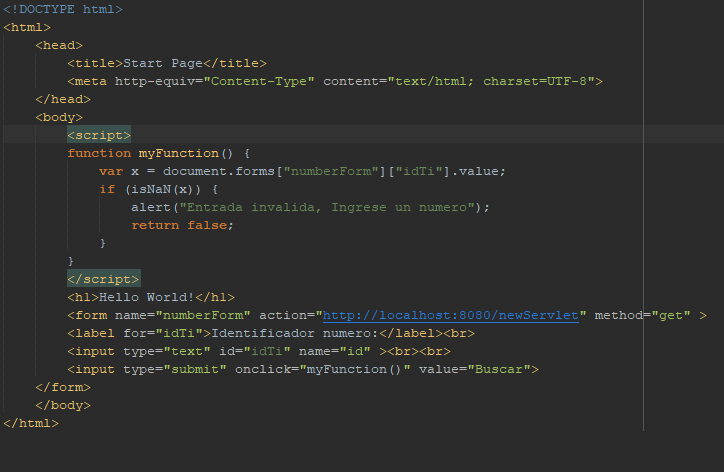 <!DOCTYPE html>
<html>
<head>
<title>Start Page</title>
<meta http-equiv="Content-Type" content="text/html; charset=UTF-8">
</head>
<body>
<script>
function myFunction() {
var x = document.forms["numberForm"]["idTi"].value;
if (isNaN(x)) {
alert("Entrada invalida, Ingrese un numero");
return false;
}
}
</script>
<h1>Hello World!</h1>
<form name="numberForm" action="http://localhost:8080/newServlet" method="get" >
<label for="idTi">Identificador numero:</label><br>
<input type="text" id="idTi" name="id" ><br><br>
<input type="submit" onclick="myFunction()" value="Buscar">
</form>
</body>
</html>